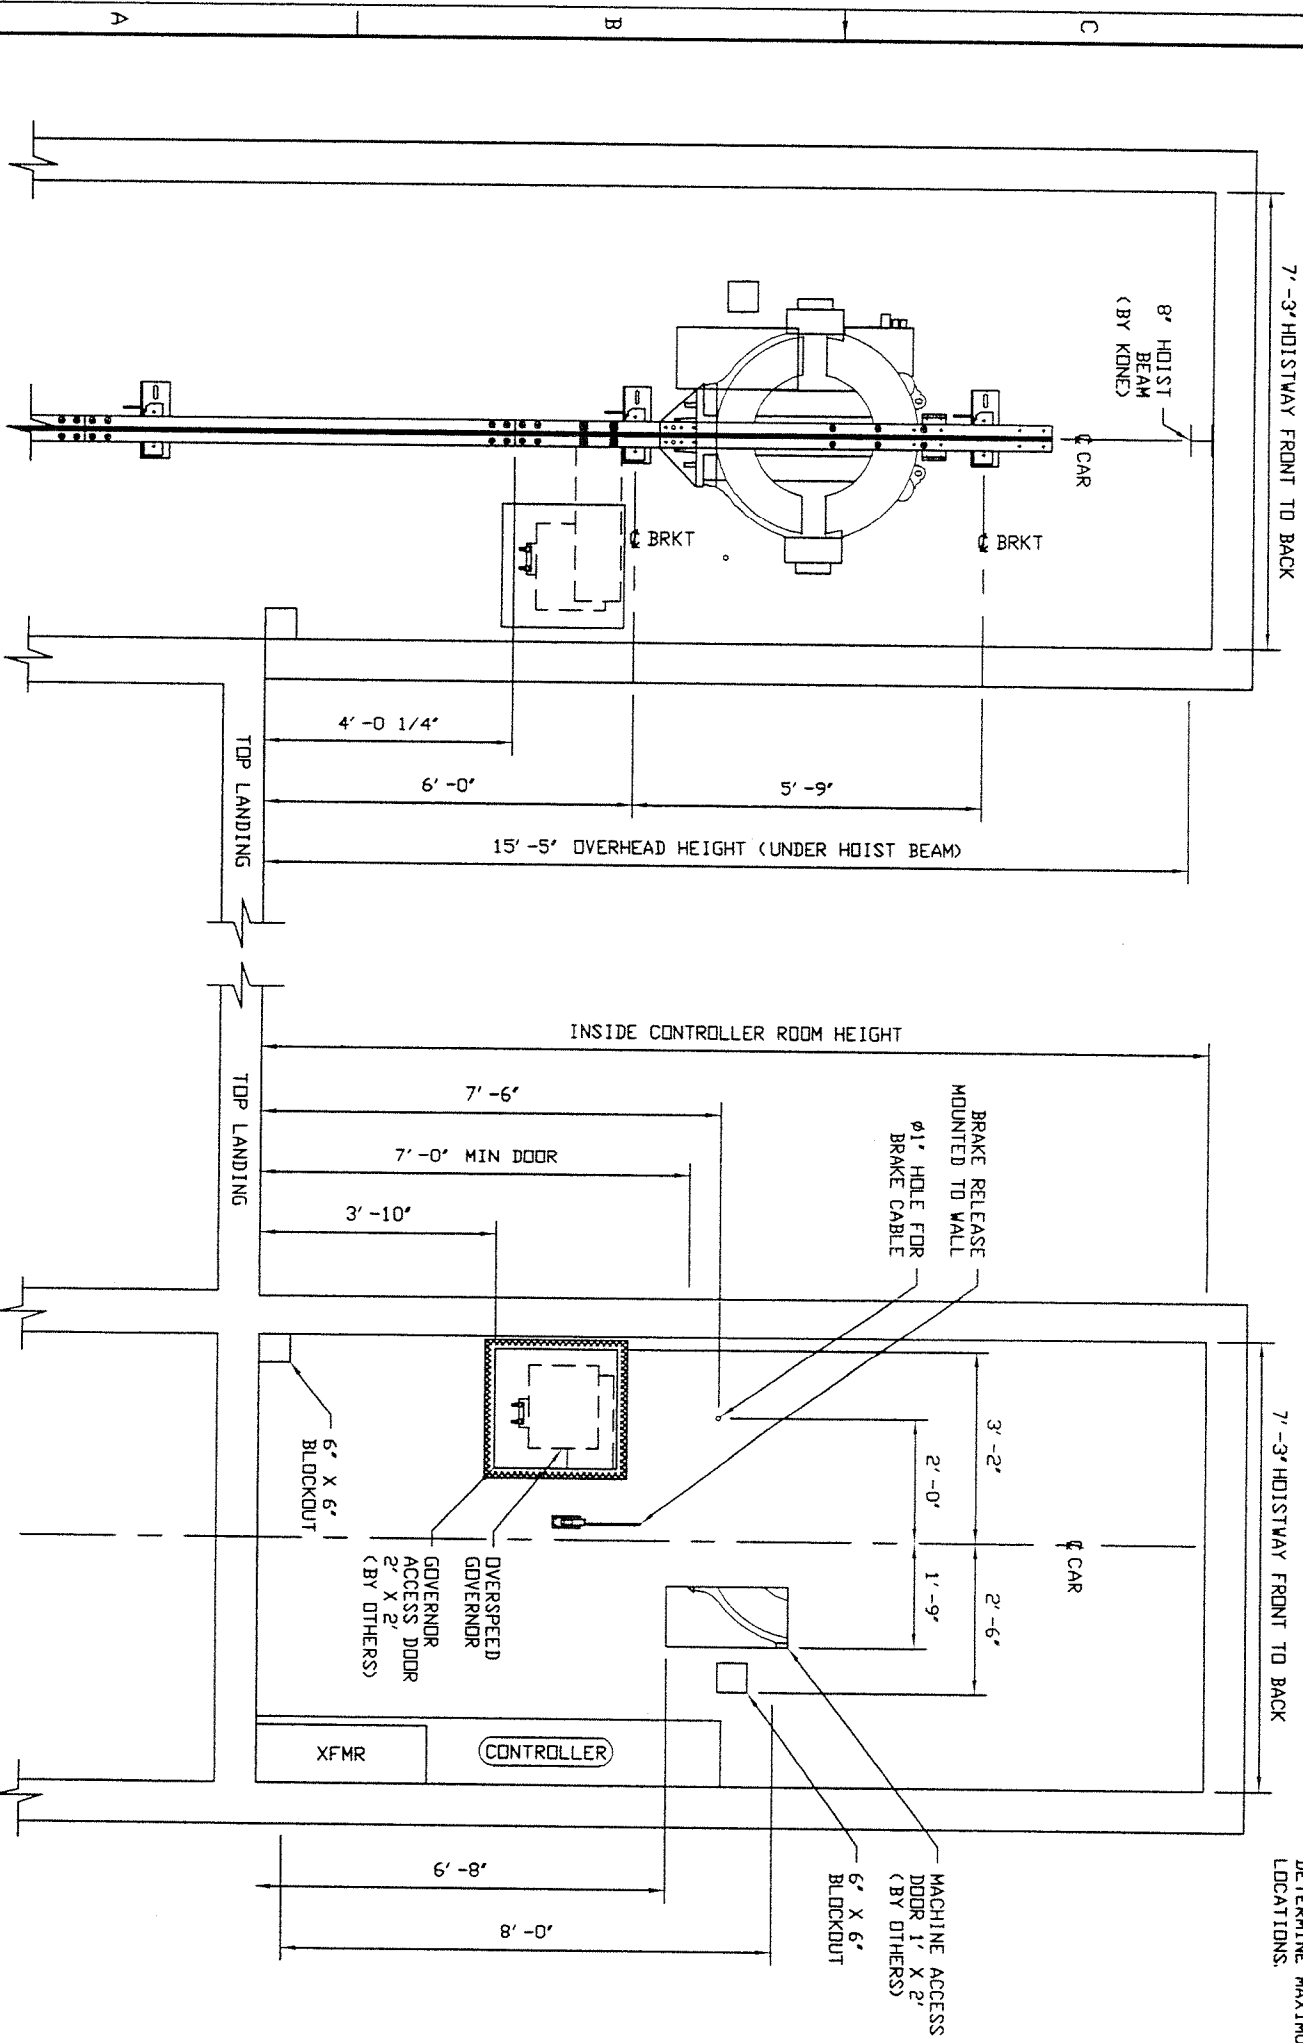 A
B
C
7'-3" HOISTWAY FRONT TO BACK
8" HOIST
BEAM
(BY KONE)
℄ CAR
℄ BRKT
℄ BRKT
4'-0 1/4"
6'-0"
5'-9"
15'-5" OVERHEAD HEIGHT (UNDER HOIST BEAM)
TOP LANDING
TOP LANDING
INSIDE CONTROLLER ROOM HEIGHT
7'-6"
7'-0" MIN DOOR
3'-10"
BRAKE RELEASE
MOUNTED TO WALL
ø1" HOLE FOR
BRAKE CABLE
7'-3" HOISTWAY FRONT TO BACK
3'-2"
2'-0"
℄ CAR
1'-9"
2'-6"
6" X 6"
BLOCKOUT
OVERSPEED
GOVERNOR
GOVERNOR
ACCESS DOOR
2' X 2'
(BY OTHERS)
XFMR
CONTROLLER
MACHINE ACCESS
DOOR 1' X 2'
(BY OTHERS)
6" X 6"
BLOCKOUT
6'-8"
8'-0"
LOCATIONS.